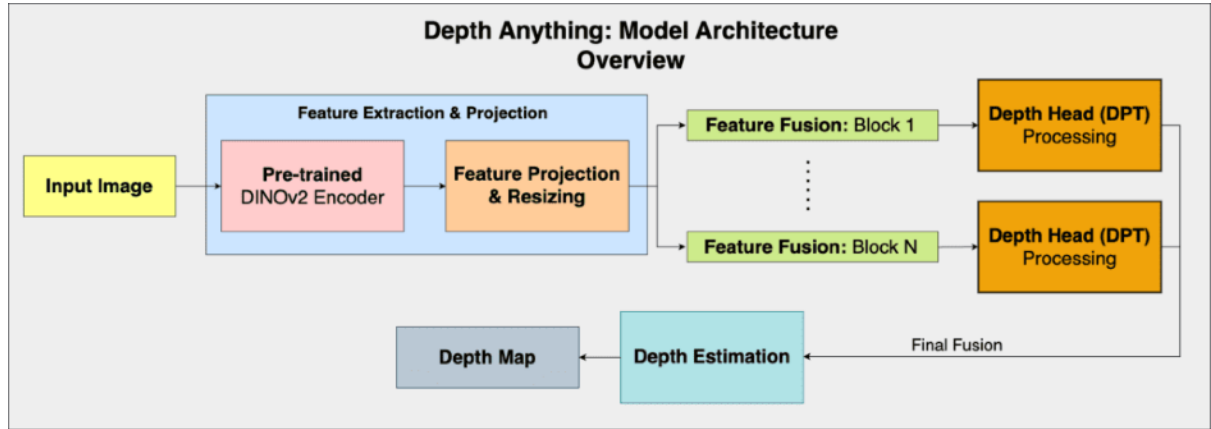 Depth Anything: Model Architecture
Overview
Feature Extraction & Projection
Input Image
Pre-trained
DINOv2 Encoder
Feature Projection
& Resizing
Feature Fusion: Block 1
Depth Head (DPT)
Processing
Feature Fusion: Block N
Depth Head (DPT)
Processing
Final Fusion
Depth Estimation
Depth Map